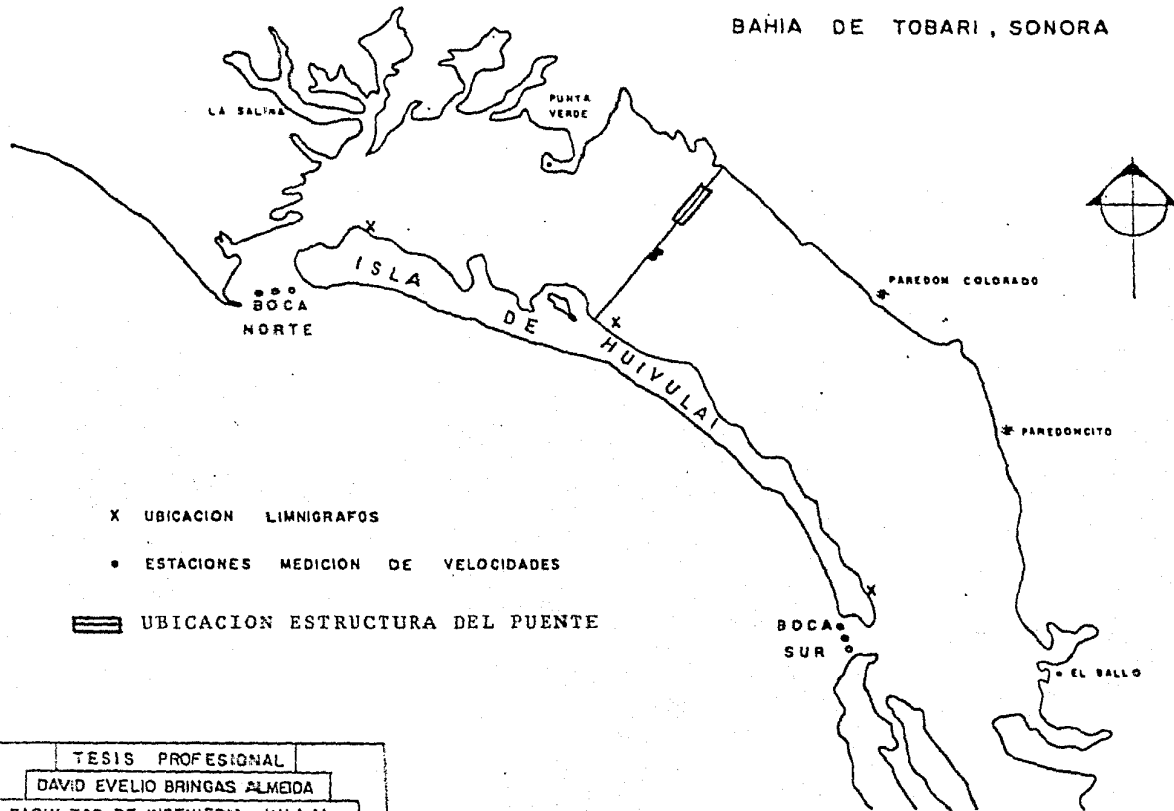 BAHIA DE TOBARI, SONORA
LA SALINA
PUNTA
VERDE
ISLA DE HUIVULAI
PAREDOM COLORADO
PAREDONCITO
BOCA
NORTE
X UBICACION LIMNIGRAFOS
• ESTACIONES MEDICION DE VELOCIDADES
UBICACION ESTRUCTURA DEL PUENTE
BOCA
SUR
EL BALLO
TESIS PROFESIONAL
DAVID EVELIO BRINGAS ALMEIDA